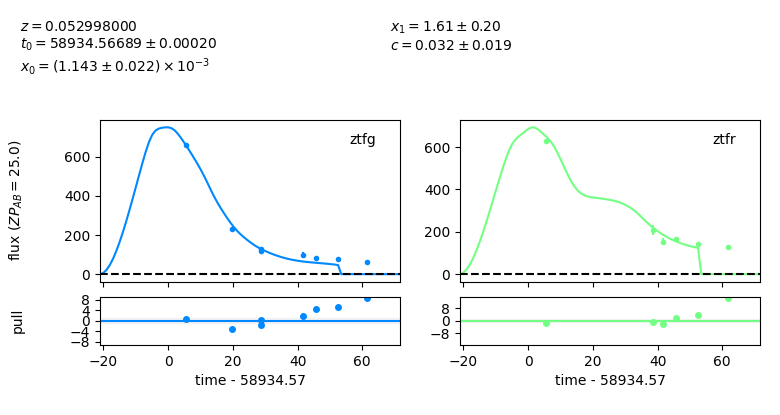 z = 0.052998000
t₀ = 58934.56689 ± 0.00020
x₀ = (1.143 ± 0.022) × 10⁻³
x₁ = 1.61 ± 0.20
c = 0.032 ± 0.019
flux (ZP_AB = 25.0)
ztfg
600
400
200
0
ztfr
600
400
200
0
pull
8
4
0
−4
−8
−20
0
20
40
60
time - 58934.57
8
0
−8
−20
0
20
40
60
time - 58934.57